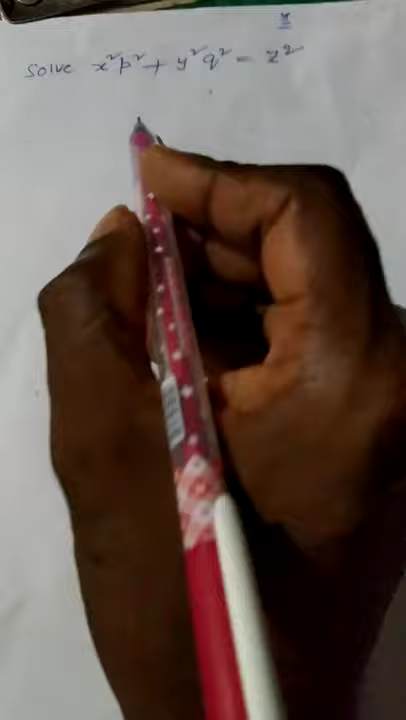 Solve x²p² + y²q² = z²